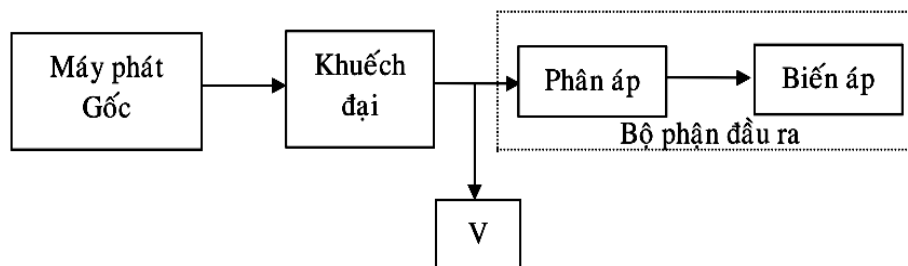 Máy phát
Gốc
Khuếch
đại
Phân áp
Biến áp
Bộ phận đầu ra
V